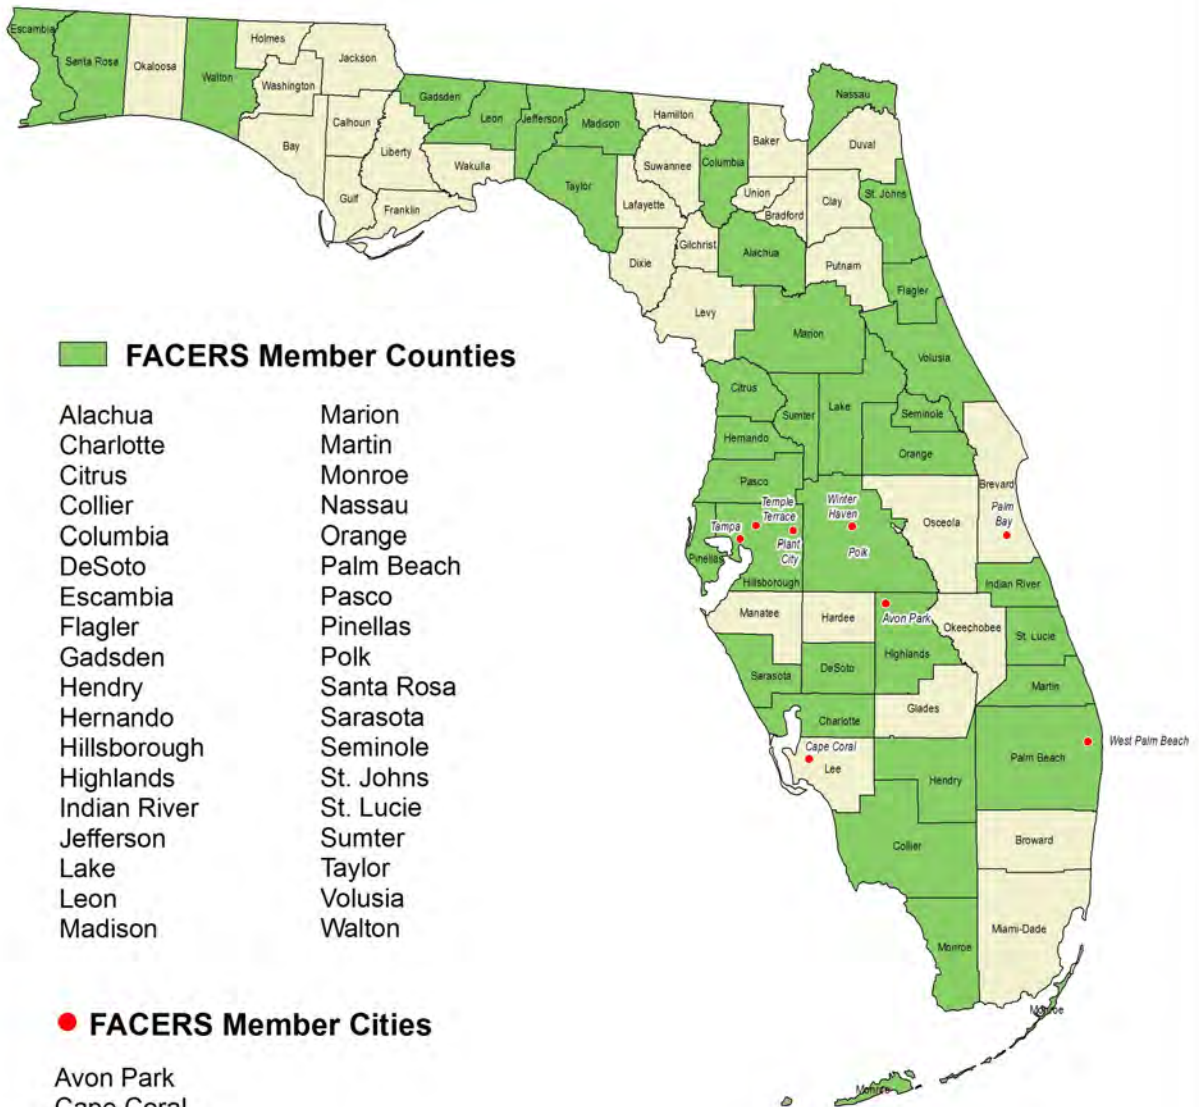 Escambia
Santa Rosa
Okaloosa
Walton
Holmes
Washington
Jackson
Bay
Calhoun
Gulf
Liberty
Franklin
Gadsden
Leon
Wakulla
Jefferson
Madison
Taylor
Hamilton
Suwannee
Lafayette
Columbia
Baker
Union
Bradford
Nassau
Duval
Clay
St. Johns
Dixie
Gilchrist
Alachua
Putnam
Flagler
Levy
Marion
Volusia
Citrus
Sumter
Lake
Seminole
Hernando
Orange
Pasco
Brevard
Temple
Terrace
Winter
Haven
Palm
Bay
Osceola
Tampa
Plant
City
Polk
Pinellas
Hillsborough
Indian River
Manatee
Hardee
Avon Park
Okeechobee
St. Lucie
Highlands
Sarasota
DeSoto
Martin
Glades
Charlotte
Cape Coral
Lee
Palm Beach
West Palm Beach
Hendry
Collier
Broward
Miami-Dade
Monroe
Monroe
Monroe
FACERS Member Counties
Alachua
Charlotte
Citrus
Collier
Columbia
DeSoto
Escambia
Flagler
Gadsden
Hendry
Hernando
Hillsborough
Highlands
Indian River
Jefferson
Lake
Leon
Madison
Marion
Martin
Monroe
Nassau
Orange
Palm Beach
Pasco
Pinellas
Polk
Santa Rosa
Sarasota
Seminole
St. Johns
St. Lucie
Sumter
Taylor
Volusia
Walton
FACERS Member Cities
Avon Park
Cape Coral